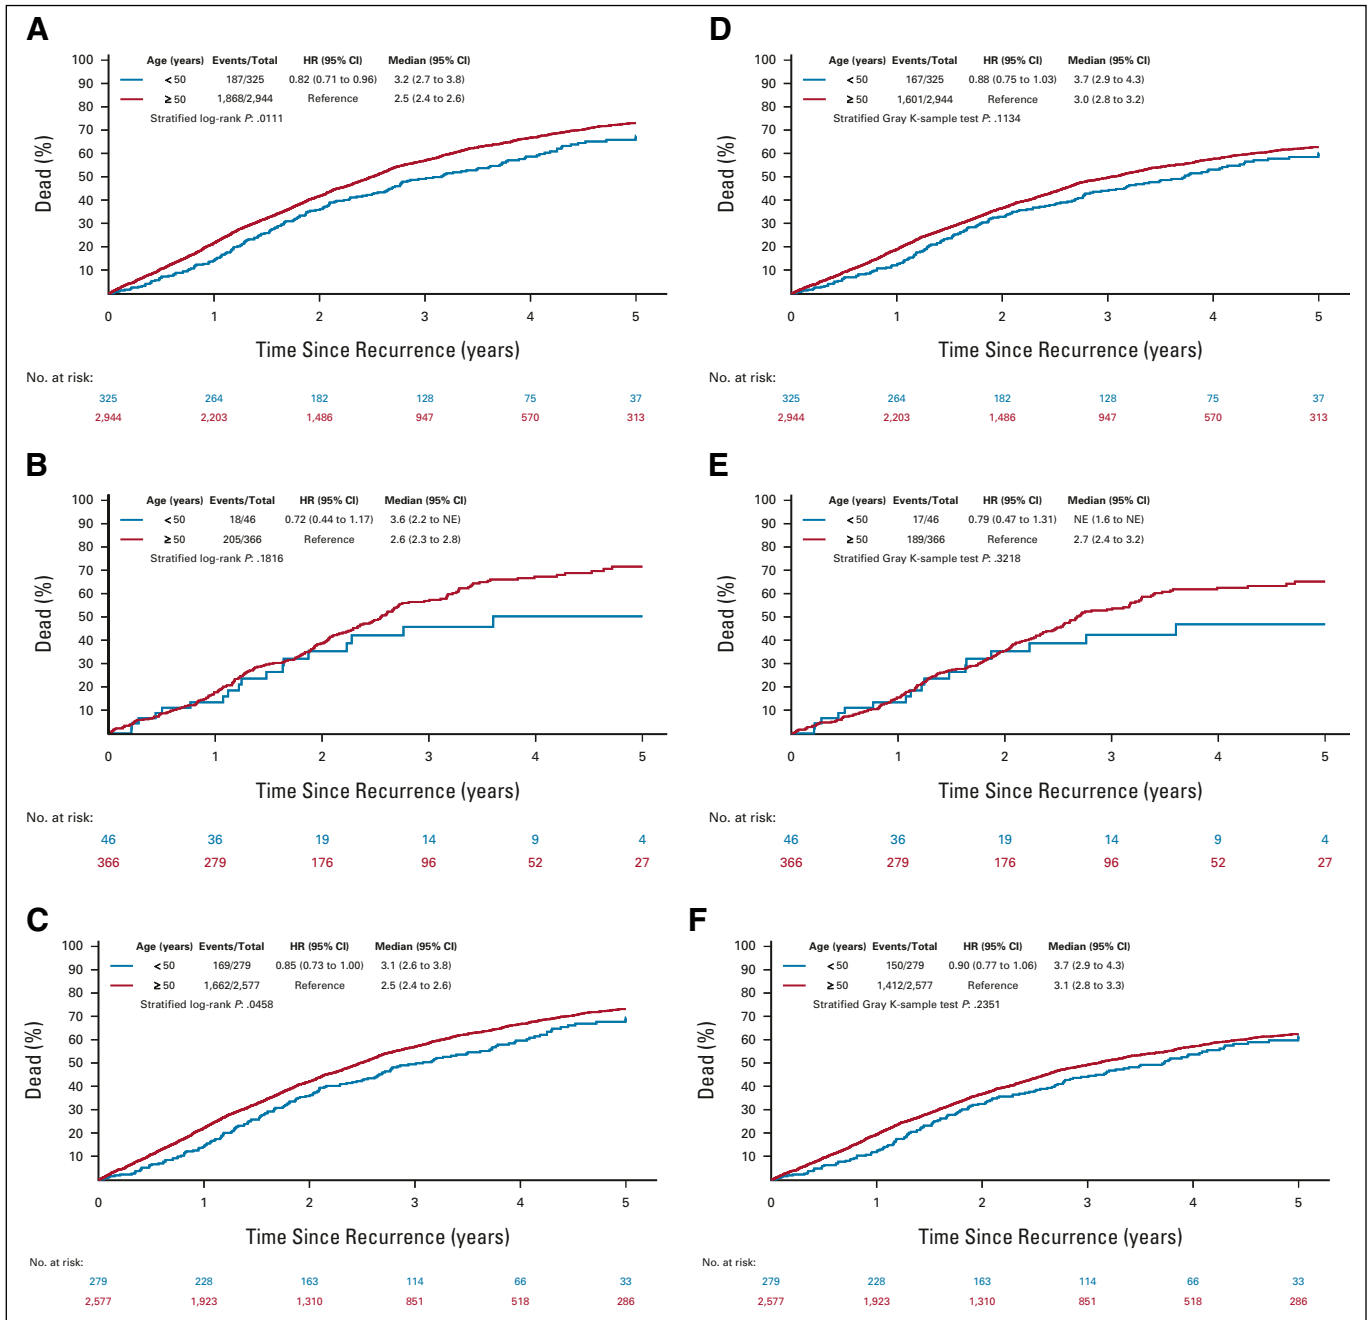 A
Age (years) Events/Total HR (95% CI) Median (95% CI)
< 50 187/325 0.82 (0.71 to 0.96) 3.2 (2.7 to 3.8)
≥ 50 1,868/2,944 Reference 2.5 (2.4 to 2.6)
Stratified log-rank P: .0111
Dead (%)
100
90
80
70
60
50
40
30
20
10
0 1 2 3 4 5
Time Since Recurrence (years)
No. at risk:
325 264 182 128 75 37
2,944 2,203 1,486 947 570 313
D
Age (years) Events/Total HR (95% CI) Median (95% CI)
< 50 167/325 0.88 (0.75 to 1.03) 3.7 (2.9 to 4.3)
≥ 50 1,601/2,944 Reference 3.0 (2.8 to 3.2)
Stratified Gray K-sample test P: .1134
Dead (%)
100
90
80
70
60
50
40
30
20
10
0 1 2 3 4 5
Time Since Recurrence (years)
No. at risk:
325 264 182 128 75 37
2,944 2,203 1,486 947 570 313
B
Age (years) Events/Total HR (95% CI) Median (95% CI)
< 50 18/46 0.72 (0.44 to 1.17) 3.6 (2.2 to NE)
≥ 50 205/366 Reference 2.6 (2.3 to 2.8)
Stratified log-rank P: .1816
Dead (%)
100
90
80
70
60
50
40
30
20
10
0 1 2 3 4 5
Time Since Recurrence (years)
No. at risk:
46 36 19 14 9 4
366 279 176 96 52 27
E
Age (years) Events/Total HR (95% CI) Median (95% CI)
< 50 17/46 0.79 (0.47 to 1.31) NE (1.6 to NE)
≥ 50 189/366 Reference 2.7 (2.4 to 3.2)
Stratified Gray K-sample test P: .3218
Dead (%)
100
90
80
70
60
50
40
30
20
10
0 1 2 3 4 5
Time Since Recurrence (years)
No. at risk:
46 36 19 14 9 4
366 279 176 96 52 27
C
Age (years) Events/Total HR (95% CI) Median (95% CI)
< 50 169/279 0.85 (0.73 to 1.00) 3.1 (2.6 to 3.8)
≥ 50 1,662/2,577 Reference 2.5 (2.4 to 2.6)
Stratified log-rank P: .0458
Dead (%)
100
90
80
70
60
50
40
30
20
10
0 1 2 3 4 5
Time Since Recurrence (years)
No. at risk:
279 228 163 114 66 33
2,577 1,923 1,310 851 518 286
F
Age (years) Events/Total HR (95% CI) Median (95% CI)
< 50 150/279 0.90 (0.77 to 1.06) 3.7 (2.9 to 4.3)
≥ 50 1,412/2,577 Reference 3.1 (2.8 to 3.3)
Stratified Gray K-sample test P: .2351
Dead (%)
100
90
80
70
60
50
40
30
20
10
0 1 2 3 4 5
Time Since Recurrence (years)
No. at risk:
279 228 163 114 66 33
2,577 1,923 1,310 851 518 286